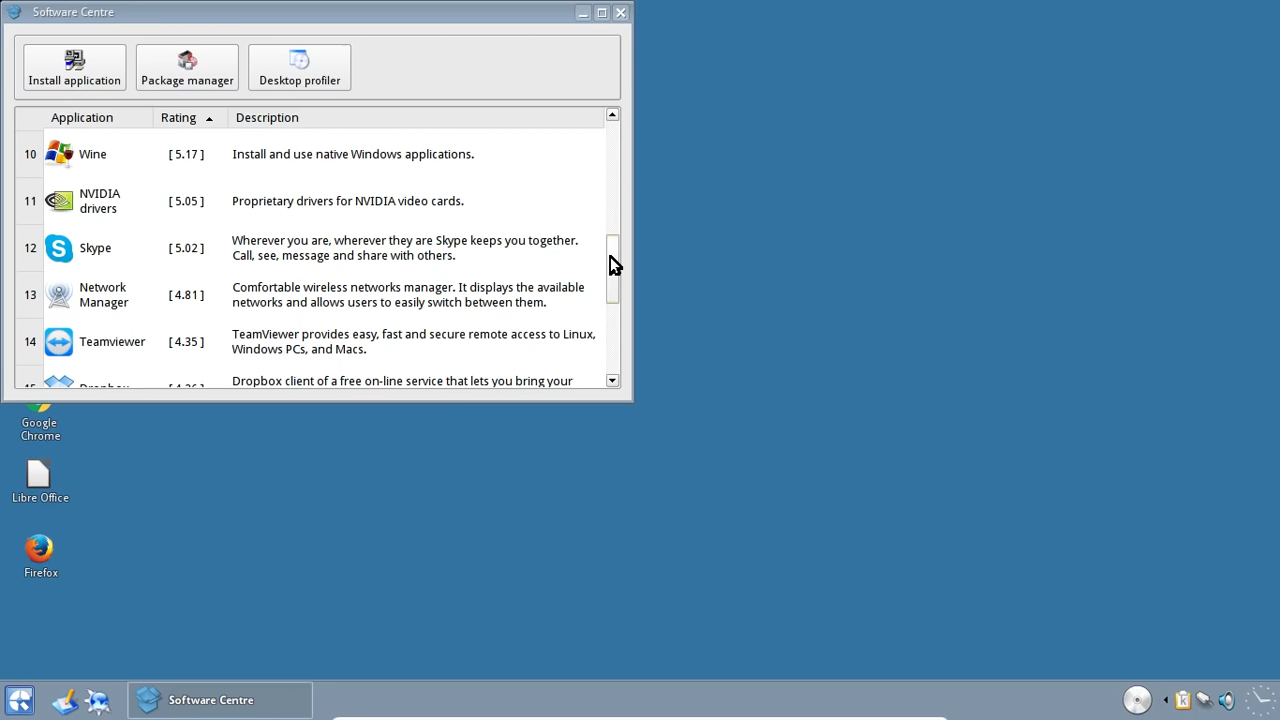 Software Centre
Install application
Package manager
Desktop profiler
Application
Rating
Description
10 Wine [ 5.17 ] Install and use native Windows applications.
11 NVIDIA
drivers
[ 5.05 ] Proprietary drivers for NVIDIA video cards.
12 Skype [ 5.02 ] Wherever you are, wherever they are Skype keeps you together.
Call, see, message and share with others.
13 Network
Manager
[ 4.81 ] Comfortable wireless networks manager. It displays the available
networks and allows users to easily switch between them.
14 Teamviewer [ 4.35 ] TeamViewer provides easy, fast and secure remote access to Linux,
Windows PCs, and Macs.
Dropbox client of a free on-line service that lets you bring your
Google
Chrome
Libre Office
Firefox
Software Centre